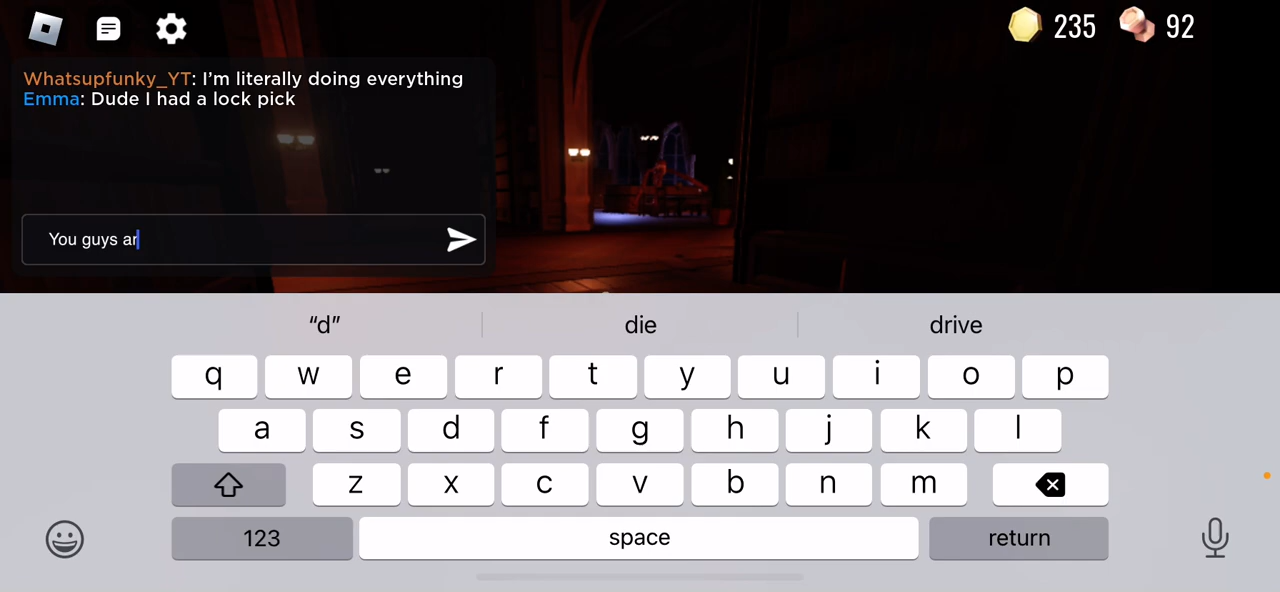 235 92
Whatsupfunky_YT: I’m literally doing everything
Emma: Dude I had a lock pick
You guys ar
“d” die drive
q w e r t y u i o p
a s d f g h j k l
z x c v b n m
123 space return